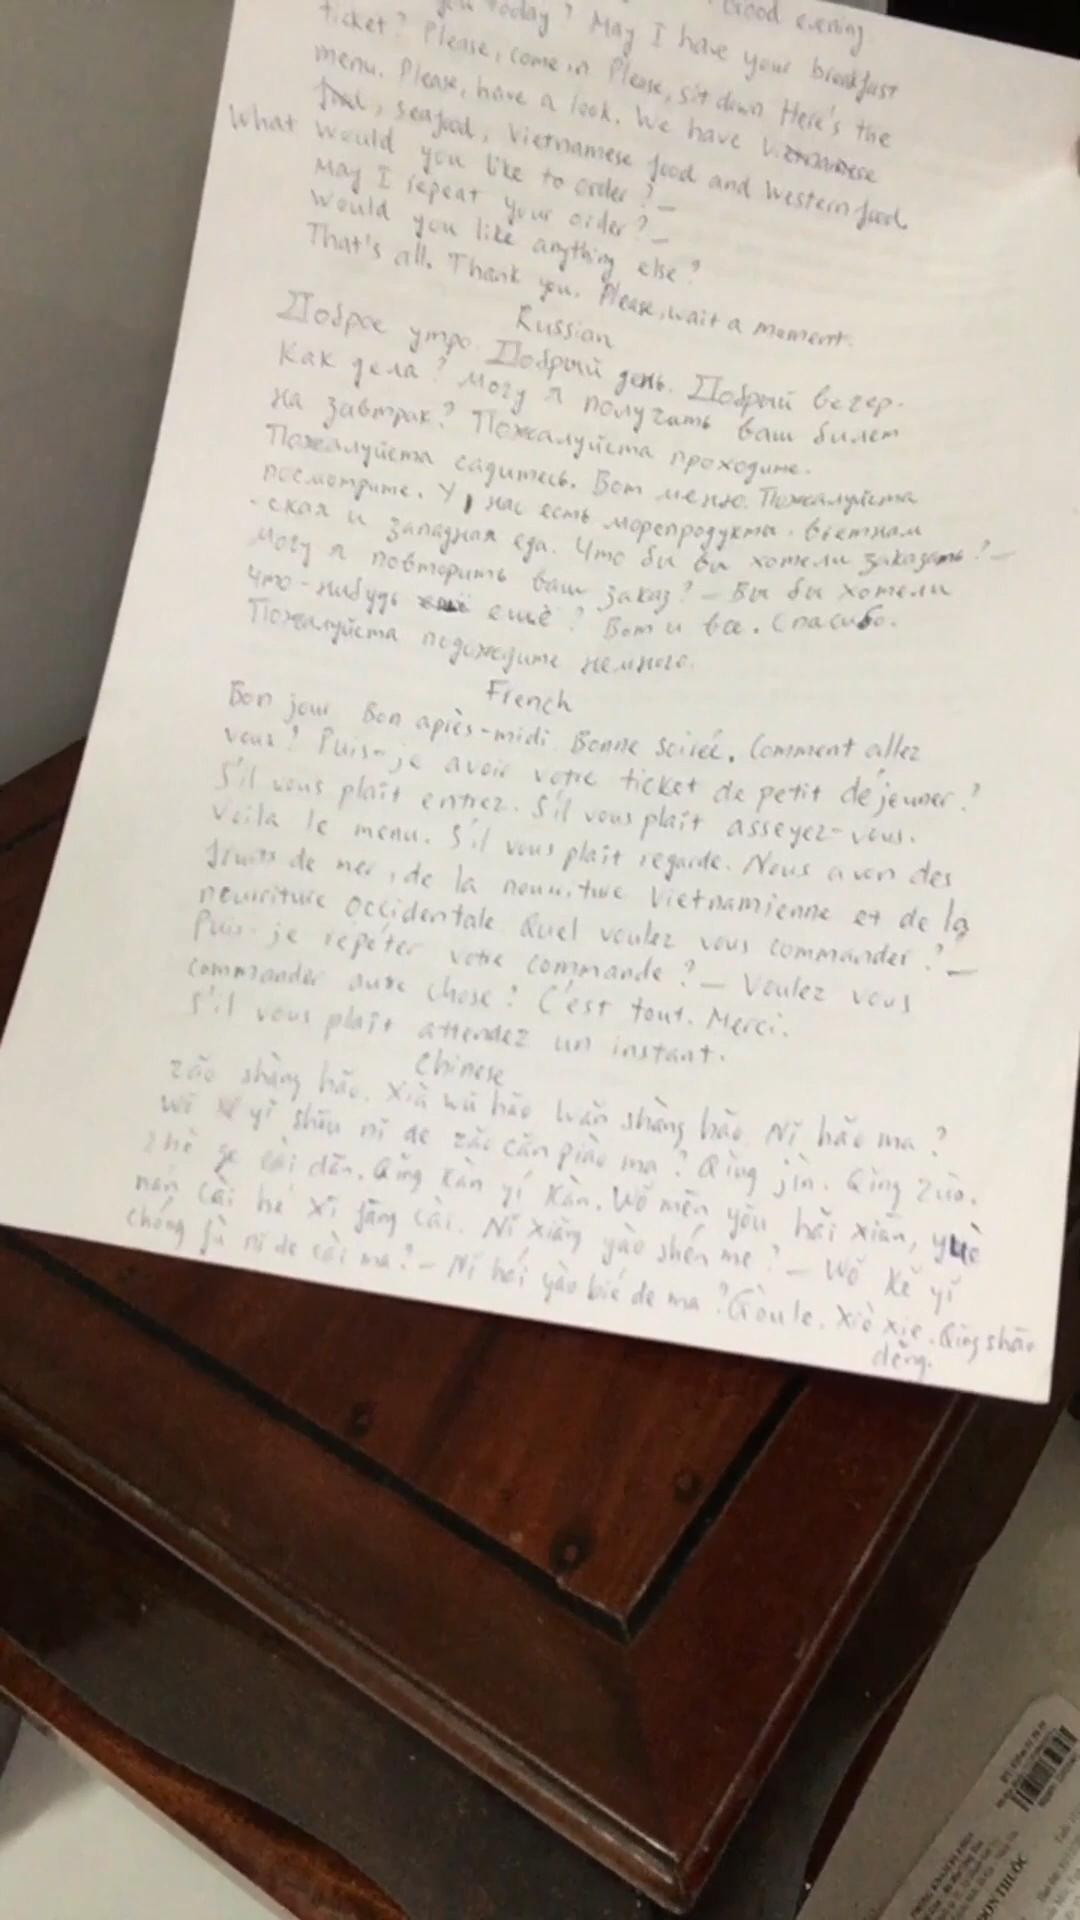 Good evening
you today? May I have your breakfast
ticket? Please, come in Please, sit down Here's the
menu. Please, have a look. We have Vietnamese
food, seafood, Vietnamese food and Western food.
What would you like to order? –
May I repeat your order? –
Would you like anything else?
That's all. Thank you. Please, wait a moment.
Russian
Доброе утро. Добрый день. Добрый вечер.
Как дела? Могу я получать ваш билет
на завтрак? Пожалуйста проходите.
Пожалуйста садитесь. Вот меню. Пожалуйста
посмотрите. У нас есть морепродукты. вьетнам
-ская и западная еда. Что бы вы хотели заказать? –
Могу я повторить ваш заказ? – Вы бы хотели
что-нибудь ещё? Вот и все. Спасибо.
Пожалуйста подождите немного.
French
Bon jour Bon après-midi. Bonne soireé. Comment allez
vous? Puis-je avoir votre ticket de petit déjeuner?
S'il vous plaît entrez. S'il vous plaît asseyez-vous.
Voila le menu. S'il vous plaît regarde. Nous avon des
fruits de mer, de la nourriture Vietnamienne et de la
nourriture occidentale. Quel voulez vous commander? –
Puis-je répéter votre commande? – Voulez vous
commander autre chose? C'est tout. Merci.
S'il vous plaît attendez un instant.
Chinese
zǎo shàng hǎo. Xià wǔ hǎo Wǎn shàng hǎo. Nǐ hǎo ma?
Wǒ yǐ shōu nǐ de zǎo cān piào ma? Qǐng jìn. Qǐng zuò.
zhè ge cài dān. Qǐng kàn yí kàn. Wǒ mēn yǒu hǎi xiān, yuè
nán cài hé xī fāng cài. Nǐ xiǎng yào shén me? – Wǒ kě yǐ
chóng fù nǐ de cài ma? – Nǐ hái yào bié de ma? Gòu le. Xiè xie. Qǐng shāo
děng.
ĐƠN THUỐC